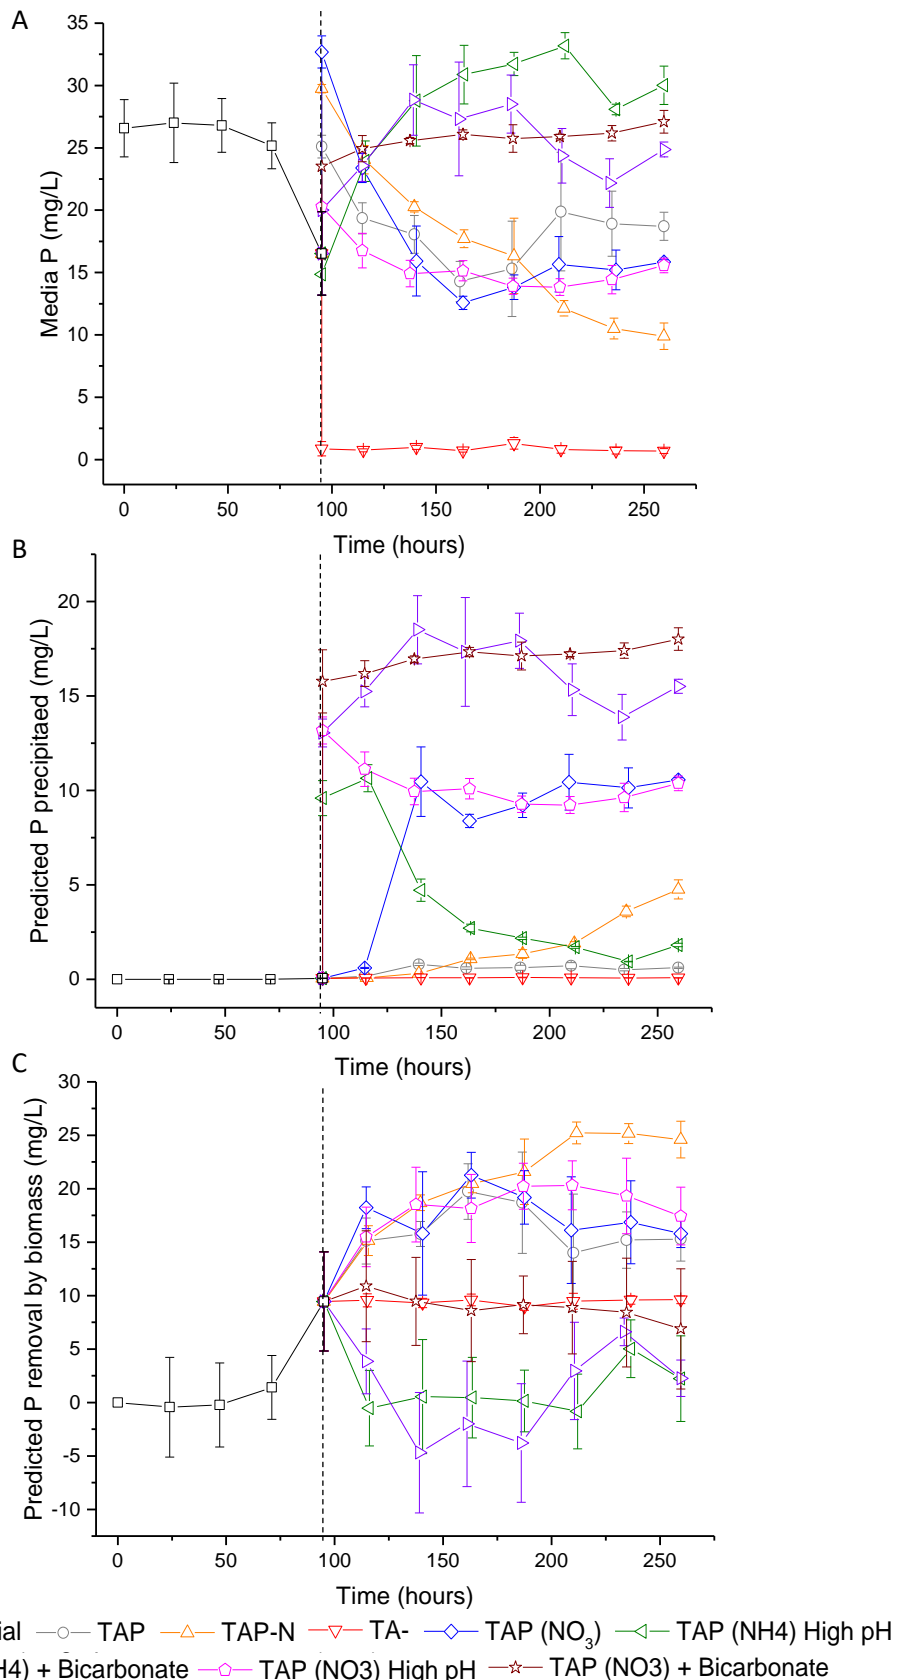 A
35
30
25
20
15
10
5
0
Media P (mg/L)
0 50 100 150 200 250
Time (hours)
B
20
15
10
5
0
Predicted P precipitaed (mg/L)
0 50 100 150 200 250
Time (hours)
C
30
25
20
15
10
5
0
-5
-10
Predicted P removal by biomass (mg/L)
0 50 100 150 200 250
Time (hours)
ial TAP TAP-N TA- TAP (NO3) TAP (NH4) High pH
H4) + Bicarbonate TAP (NO3) High pH TAP (NO3) + Bicarbonate